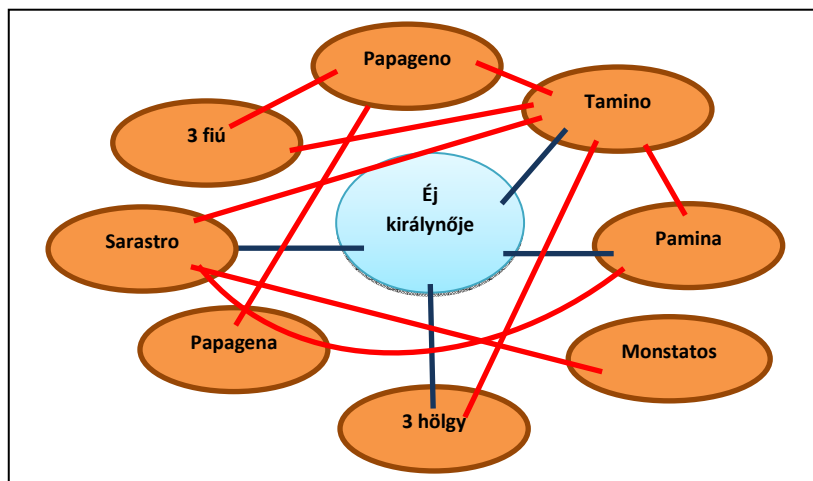 Papageno
Tamino
3 fiú
Éj
királynője
Sarastro
Pamina
Papagena
Monstatos
3 hölgy